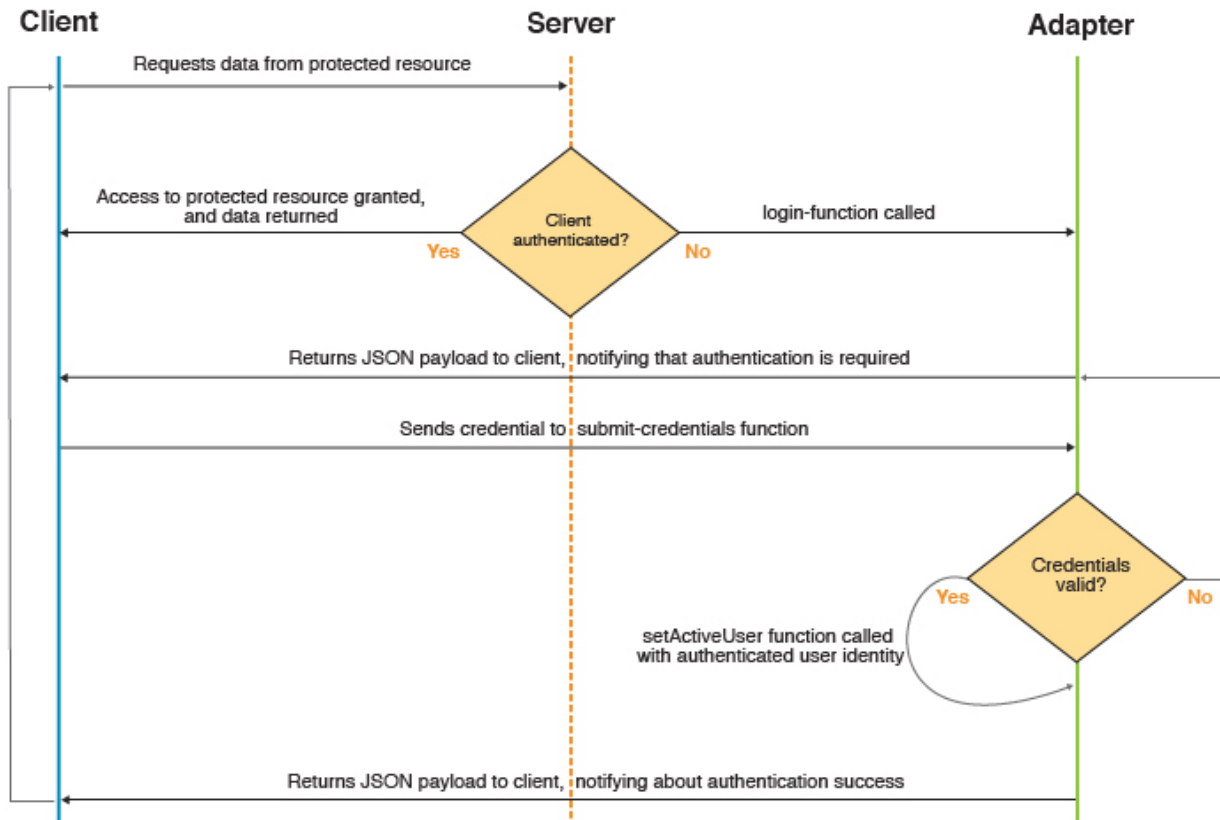 Client
Server
Adapter
Requests data from protected resource
Access to protected resource granted,
and data returned
Client
authenticated?
login-function called
Yes
No
Returns JSON payload to client, notifying that authentication is required
Sends credential to submit-credentials function
Credentials
valid?
Yes
No
setActiveUser function called
with authenticated user identity
Returns JSON payload to client, notifying about authentication success